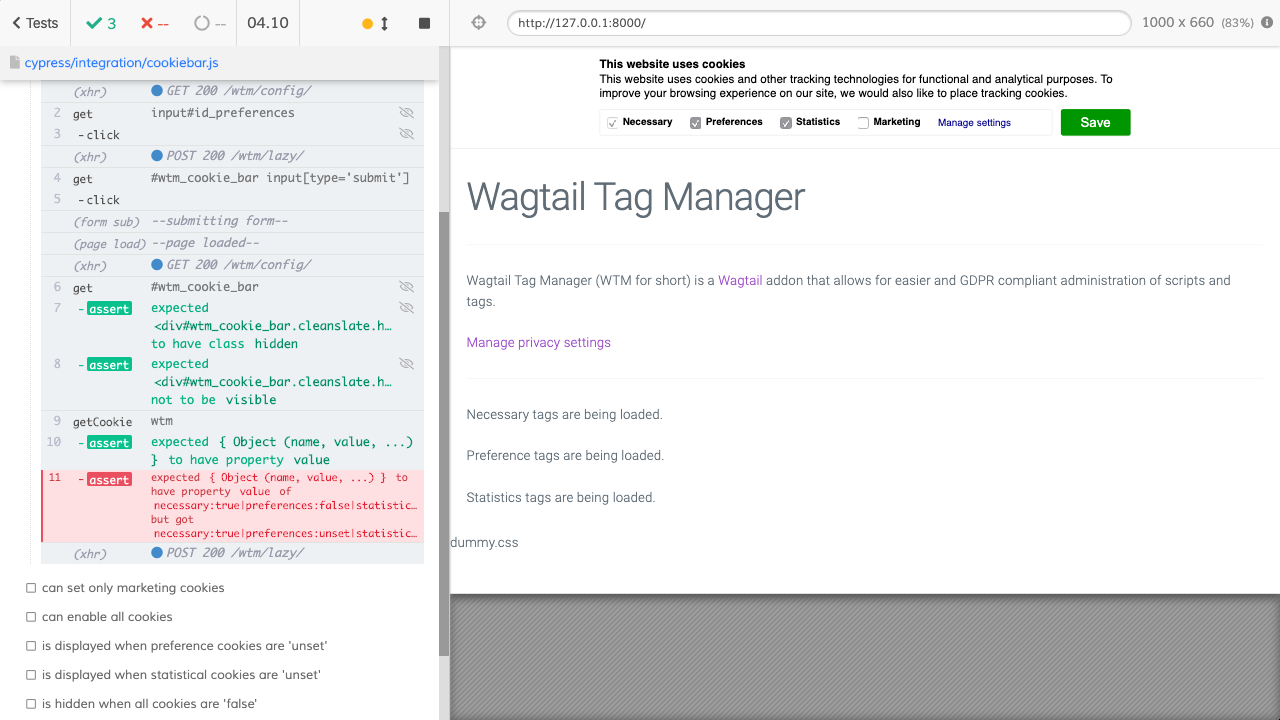 Tests
3
--
--
04.10
http://127.0.0.1:8000/
1000 x 660 (83%)
cypress/integration/cookiebar.js
(xhr) GET 200 /wtm/config/
2 get input#id_preferences
3 - click
(xhr) POST 200 /wtm/lazy/
4 get #wtm_cookie_bar input[type='submit']
5 - click
(form sub) --submitting form--
(page load) --page loaded--
(xhr) GET 200 /wtm/config/
6 get #wtm_cookie_bar
7 - assert expected
<div#wtm_cookie_bar.cleanslate.h…
to have class hidden
8 - assert expected
<div#wtm_cookie_bar.cleanslate.h…
not to be visible
9 getCookie wtm
10 - assert expected { Object (name, value, ...)
} to have property value
11 - assert expected { Object (name, value, ...) } to
have property value of
necessary:true|preferences:false|statistic…
but got
necessary:true|preferences:unset|statistic…
(xhr) POST 200 /wtm/lazy/
can set only marketing cookies
can enable all cookies
is displayed when preference cookies are 'unset'
is displayed when statistical cookies are 'unset'
is hidden when all cookies are 'false'
This website uses cookies
This website uses cookies and other tracking technologies for functional and analytical purposes. To
improve your browsing experience on our site, we would also like to place tracking cookies.
Necessary Preferences Statistics Marketing Manage settings Save
Wagtail Tag Manager
Wagtail Tag Manager (WTM for short) is a Wagtail addon that allows for easier and GDPR compliant administration of scripts and
tags.
Manage privacy settings
Necessary tags are being loaded.
Preference tags are being loaded.
Statistics tags are being loaded.
dummy.css